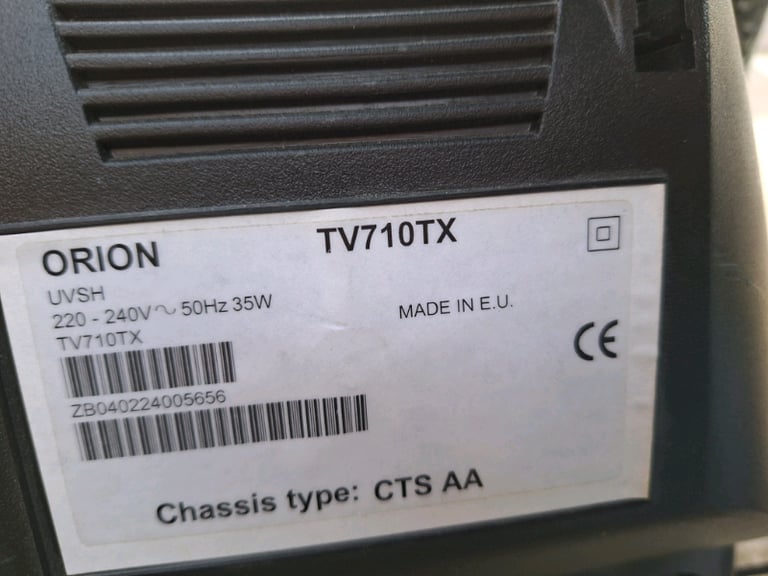 ORION
TV710TX
UVSH
220 - 240V ~ 50Hz 35W
MADE IN E.U.
TV710TX
CE
ZB040224005656
Chassis type: CTS AA